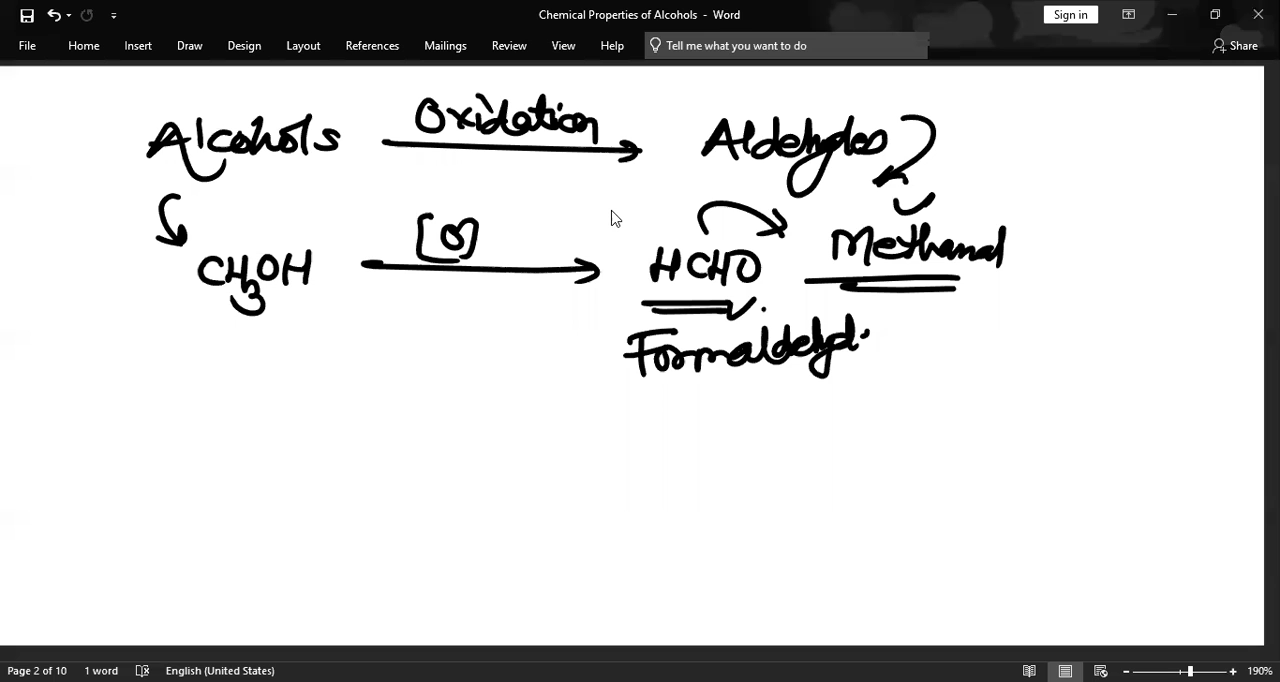 Chemical Properties of Alcohols - Word
Sign in
File Home Insert Draw Design Layout References Mailings Review View Help Tell me what you want to do Share
Alcohols Oxidation Aldehydes
CH3OH [O] HCHO Methanal
Formaldehyd.
Page 2 of 10 1 word English (United States) 190%